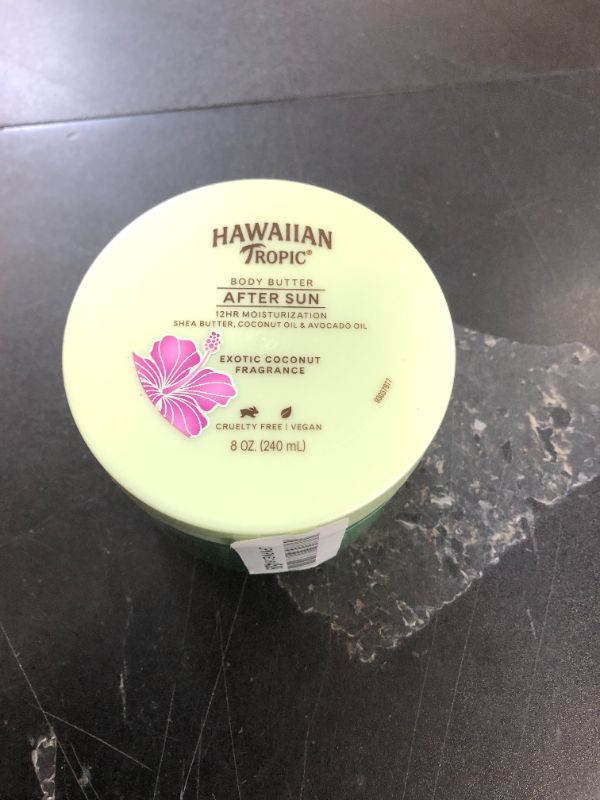 HAWAIIAN
TROPIC®
BODY BUTTER
AFTER SUN
12HR MOISTURIZATION
SHEA BUTTER, COCONUT OIL & AVOCADO OIL
EXOTIC COCONUT
FRAGRANCE
CRUELTY FREE | VEGAN
8 OZ. (240 mL)